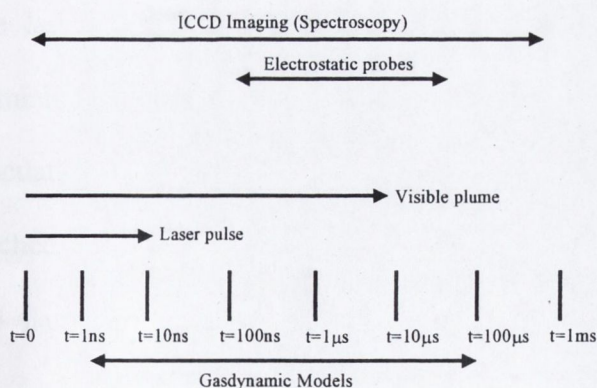 ICCD Imaging (Spectroscopy)
Electrostatic probes
Visible plume
Laser pulse
t=0 t=1ns t=10ns t=100ns t=1μs t=10μs t=100μs t=1ms
Gasdynamic Models